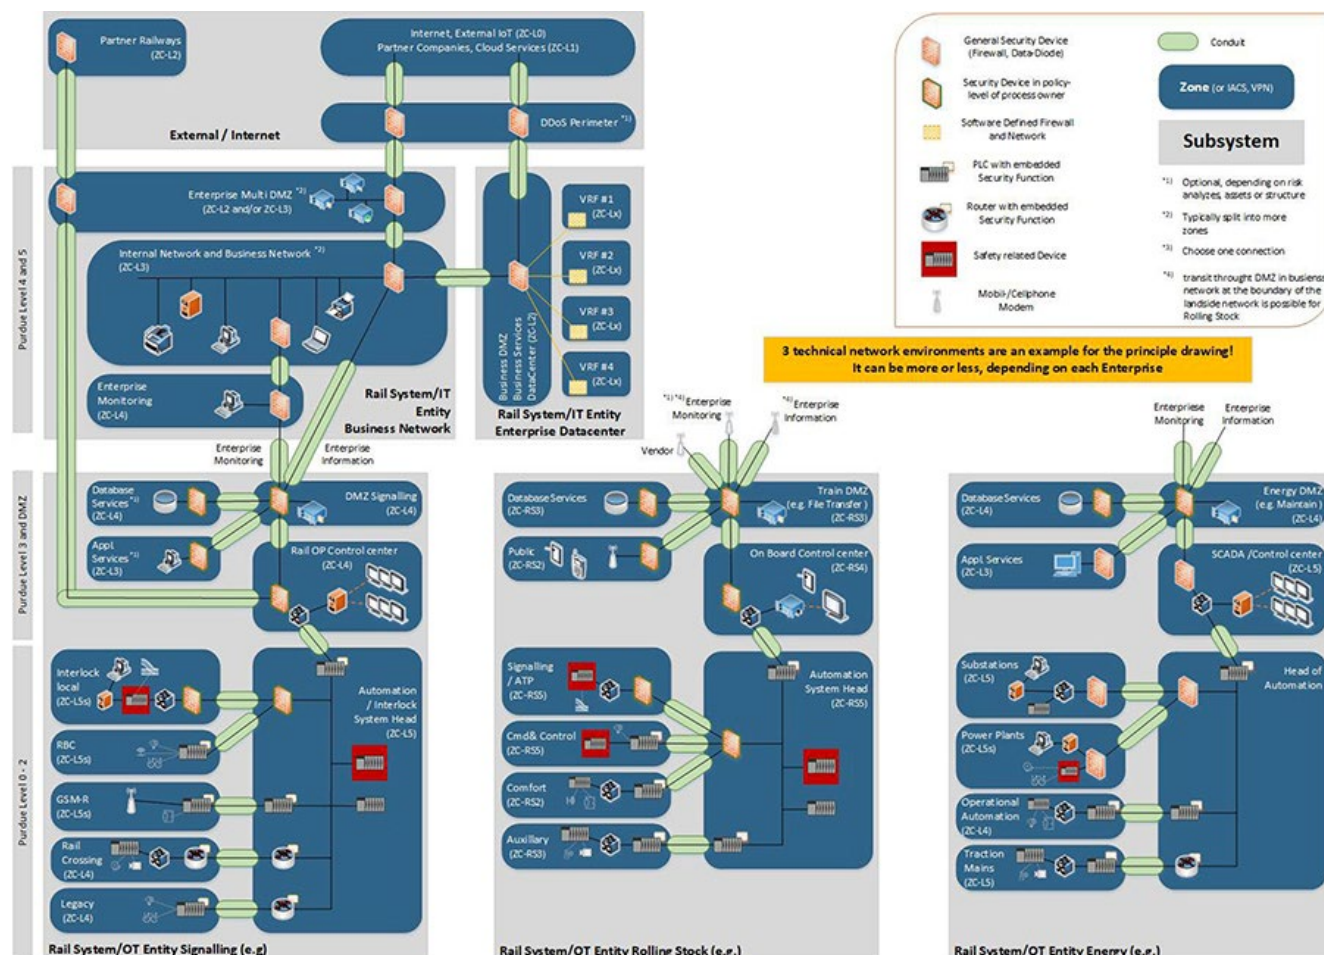 Partner Railways
(ZC-L2)
Internet, External IoT (ZC-L0)
Partner Companies, Cloud Services (ZC-L1)
DDoS Perimeter *1)
External / Internet
General Security Device
(Firewall, Data-Diode)
Security Device in policy-
level of process owner
Software Defined Firewall
and Network
PLC with embedded
Security Function
Router with embedded
Security Function
Safety related Device
Mobil-/Cellphone
Modem
Conduit
Zone (or IACS, VPN)
Subsystem
*1) Optional, depending on risk
analyzes, assets or structure
*2) Typically split into more
zones
*3) Choose one connection
*4) transit throught DMZ in busienss
network at the boundary of the
landside network is possible for
Rolling Stock
Purdue Level 4 and 5
Enterprise Multi DMZ *2)
(ZC-L2 and/or ZC-L3)
Internal Network and Business Network *2)
(ZC-L3)
Enterprise
Monitoring
(ZC-L4)
Rail System/IT
Entity
Business Network
Business DMZ
Business Services
DataCenter (ZC-L2)
VRF #1
(ZC-Lx)
VRF #2
(ZC-Lx)
VRF #3
(ZC-Lx)
VRF #4
(ZC-Lx)
Rail System/IT Entity
Enterprise Datacenter
3 technical network environments are an example for the principle drawing!
It can be more or less, depending on each Enterprise
Enterprise
Monitoring
Enterprise
Information
Vendor
Enterprise
Monitoring
*4) Enterprise
Information
Enterpriese
Monitoring
Enterprise
Information
Purdue Level 3 and DMZ
Database
Services
(ZC-L4)
DMZ Signalling
(ZC-L4)
Appl.
Services
(ZC-L3)
Rail OP Control center
(ZC-L4)
Database Services
(ZC-RS3)
Train DMZ
(e.g. File Transfer )
(ZC-RS3)
Public
(ZC-RS2)
On Board Control center
(ZC-RS4)
Database Services
(ZC-L4)
Energy DMZ
(e.g. Maintain )
(ZC-L4)
Appl. Services
(ZC-L3)
SCADA /Control center
(ZC-L5)
Purdue Level 0 - 2
Interlock
local
(ZC-L5s)
RBC
(ZC-L5s)
GSM-R
(ZC-L5s)
Rail
Crossing
(ZC-L4)
Legacy
(ZC-L4)
Automation
/ Interlock
System Head
(ZC-L5)
Rail System/OT Entity Signalling (e.g)
Signalling
/ ATP
(ZC-RS5)
Cmd& Control
(ZC-RS5)
Comfort
(ZC-RS2)
Auxillary
(ZC-RS3)
Automation
System Head
(ZC-RS5)
Rail System/OT Entity Rolling Stock (e.g.)
Substations
(ZC-L5)
Power Plants
(ZC-L5s)
Operational
Automation
(ZC-L4)
Traction
Mains
(ZC-L5)
Head of
Automation
Rail System/OT Entity Energy (e.g.)